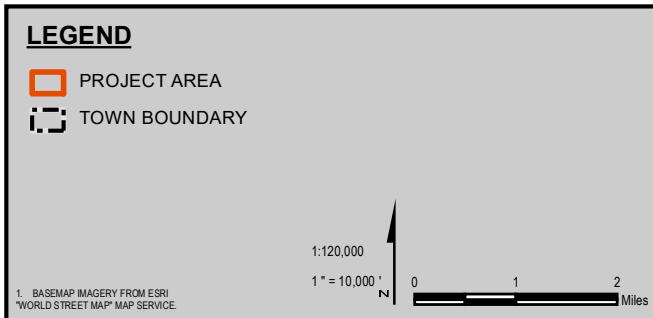 LEGEND
PROJECT AREA
TOWN BOUNDARY
1:120,000
1 " = 10,000 '
N
0 1 2
Miles
1. BASEMAP IMAGERY FROM ESRI
"WORLD STREET MAP" MAP SERVICE.